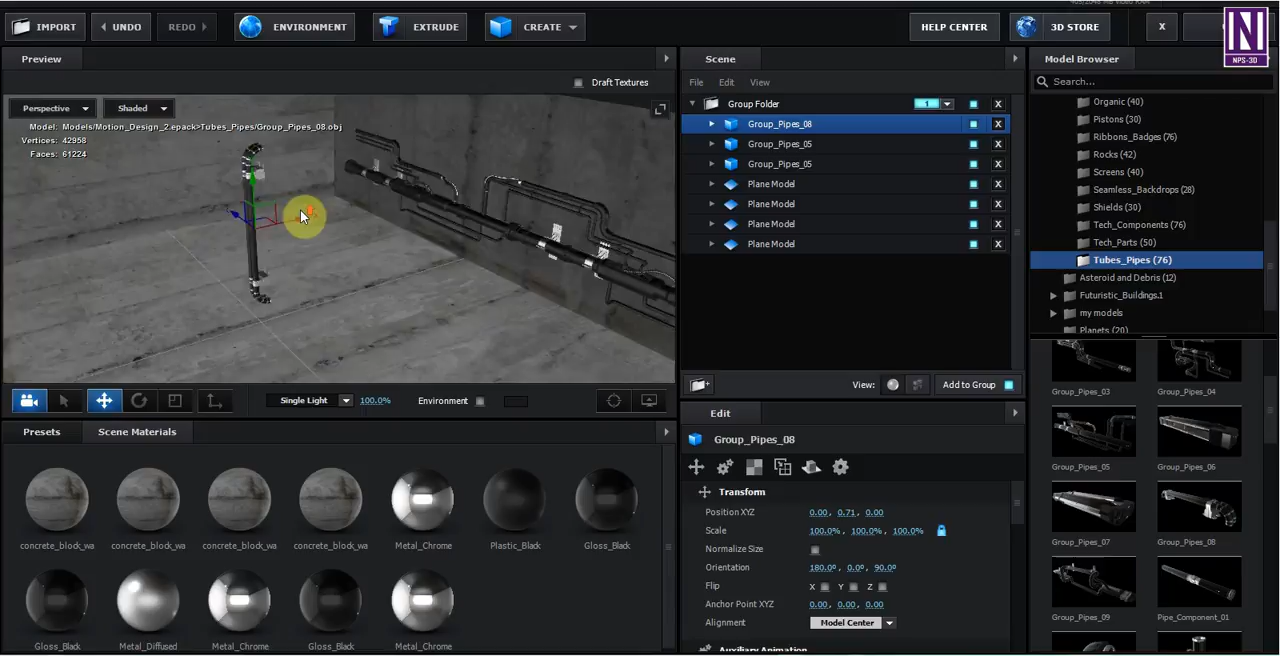 IMPORT
UNDO
REDO
ENVIRONMENT
EXTRUDE
CREATE
HELP CENTER
3D STORE
X
NPS-3D
Preview
Draft Textures
Perspective
Shaded
Model: Models/Motion_Design_2.epack>Tubes_Pipes/Group_Pipes_08.obj
Vertices: 42958
Faces: 61224
Single Light
100.0%
Environment
Presets
Scene Materials
concrete_block_wa
concrete_block_wa
concrete_block_wa
concrete_block_wa
Metal_Chrome
Plastic_Black
Gloss_Black
Gloss_Black
Metal_Diffused
Metal_Chrome
Gloss_Black
Metal_Chrome
Scene
File Edit View
Group Folder 1 X
Group_Pipes_08 X
Group_Pipes_05 X
Group_Pipes_05 X
Plane Model X
Plane Model X
Plane Model X
Plane Model X
View:
Add to Group
Edit
Group_Pipes_08
Transform
Position XYZ 0.00, 0.71, 0.00
Scale 100.0%, 100.0%, 100.0%
Normalize Size
Orientation 180.0º, 0.0º, 90.0º
Flip X Y Z
Anchor Point XYZ 0.00, 0.00, 0.00
Alignment Model Center
Auxiliary Animation
Model Browser
Search...
Organic (40)
Pistons (30)
Ribbons_Badges (76)
Rocks (42)
Screens (40)
Seamless_Backdrops (28)
Shields (30)
Tech_Components (76)
Tech_Parts (50)
Tubes_Pipes (76)
Asteroid and Debris (12)
Futuristic_Buildings.1
my models
Planets (20)
Group_Pipes_03
Group_Pipes_04
Group_Pipes_05
Group_Pipes_06
Group_Pipes_07
Group_Pipes_08
Group_Pipes_09
Pipe_Component_01